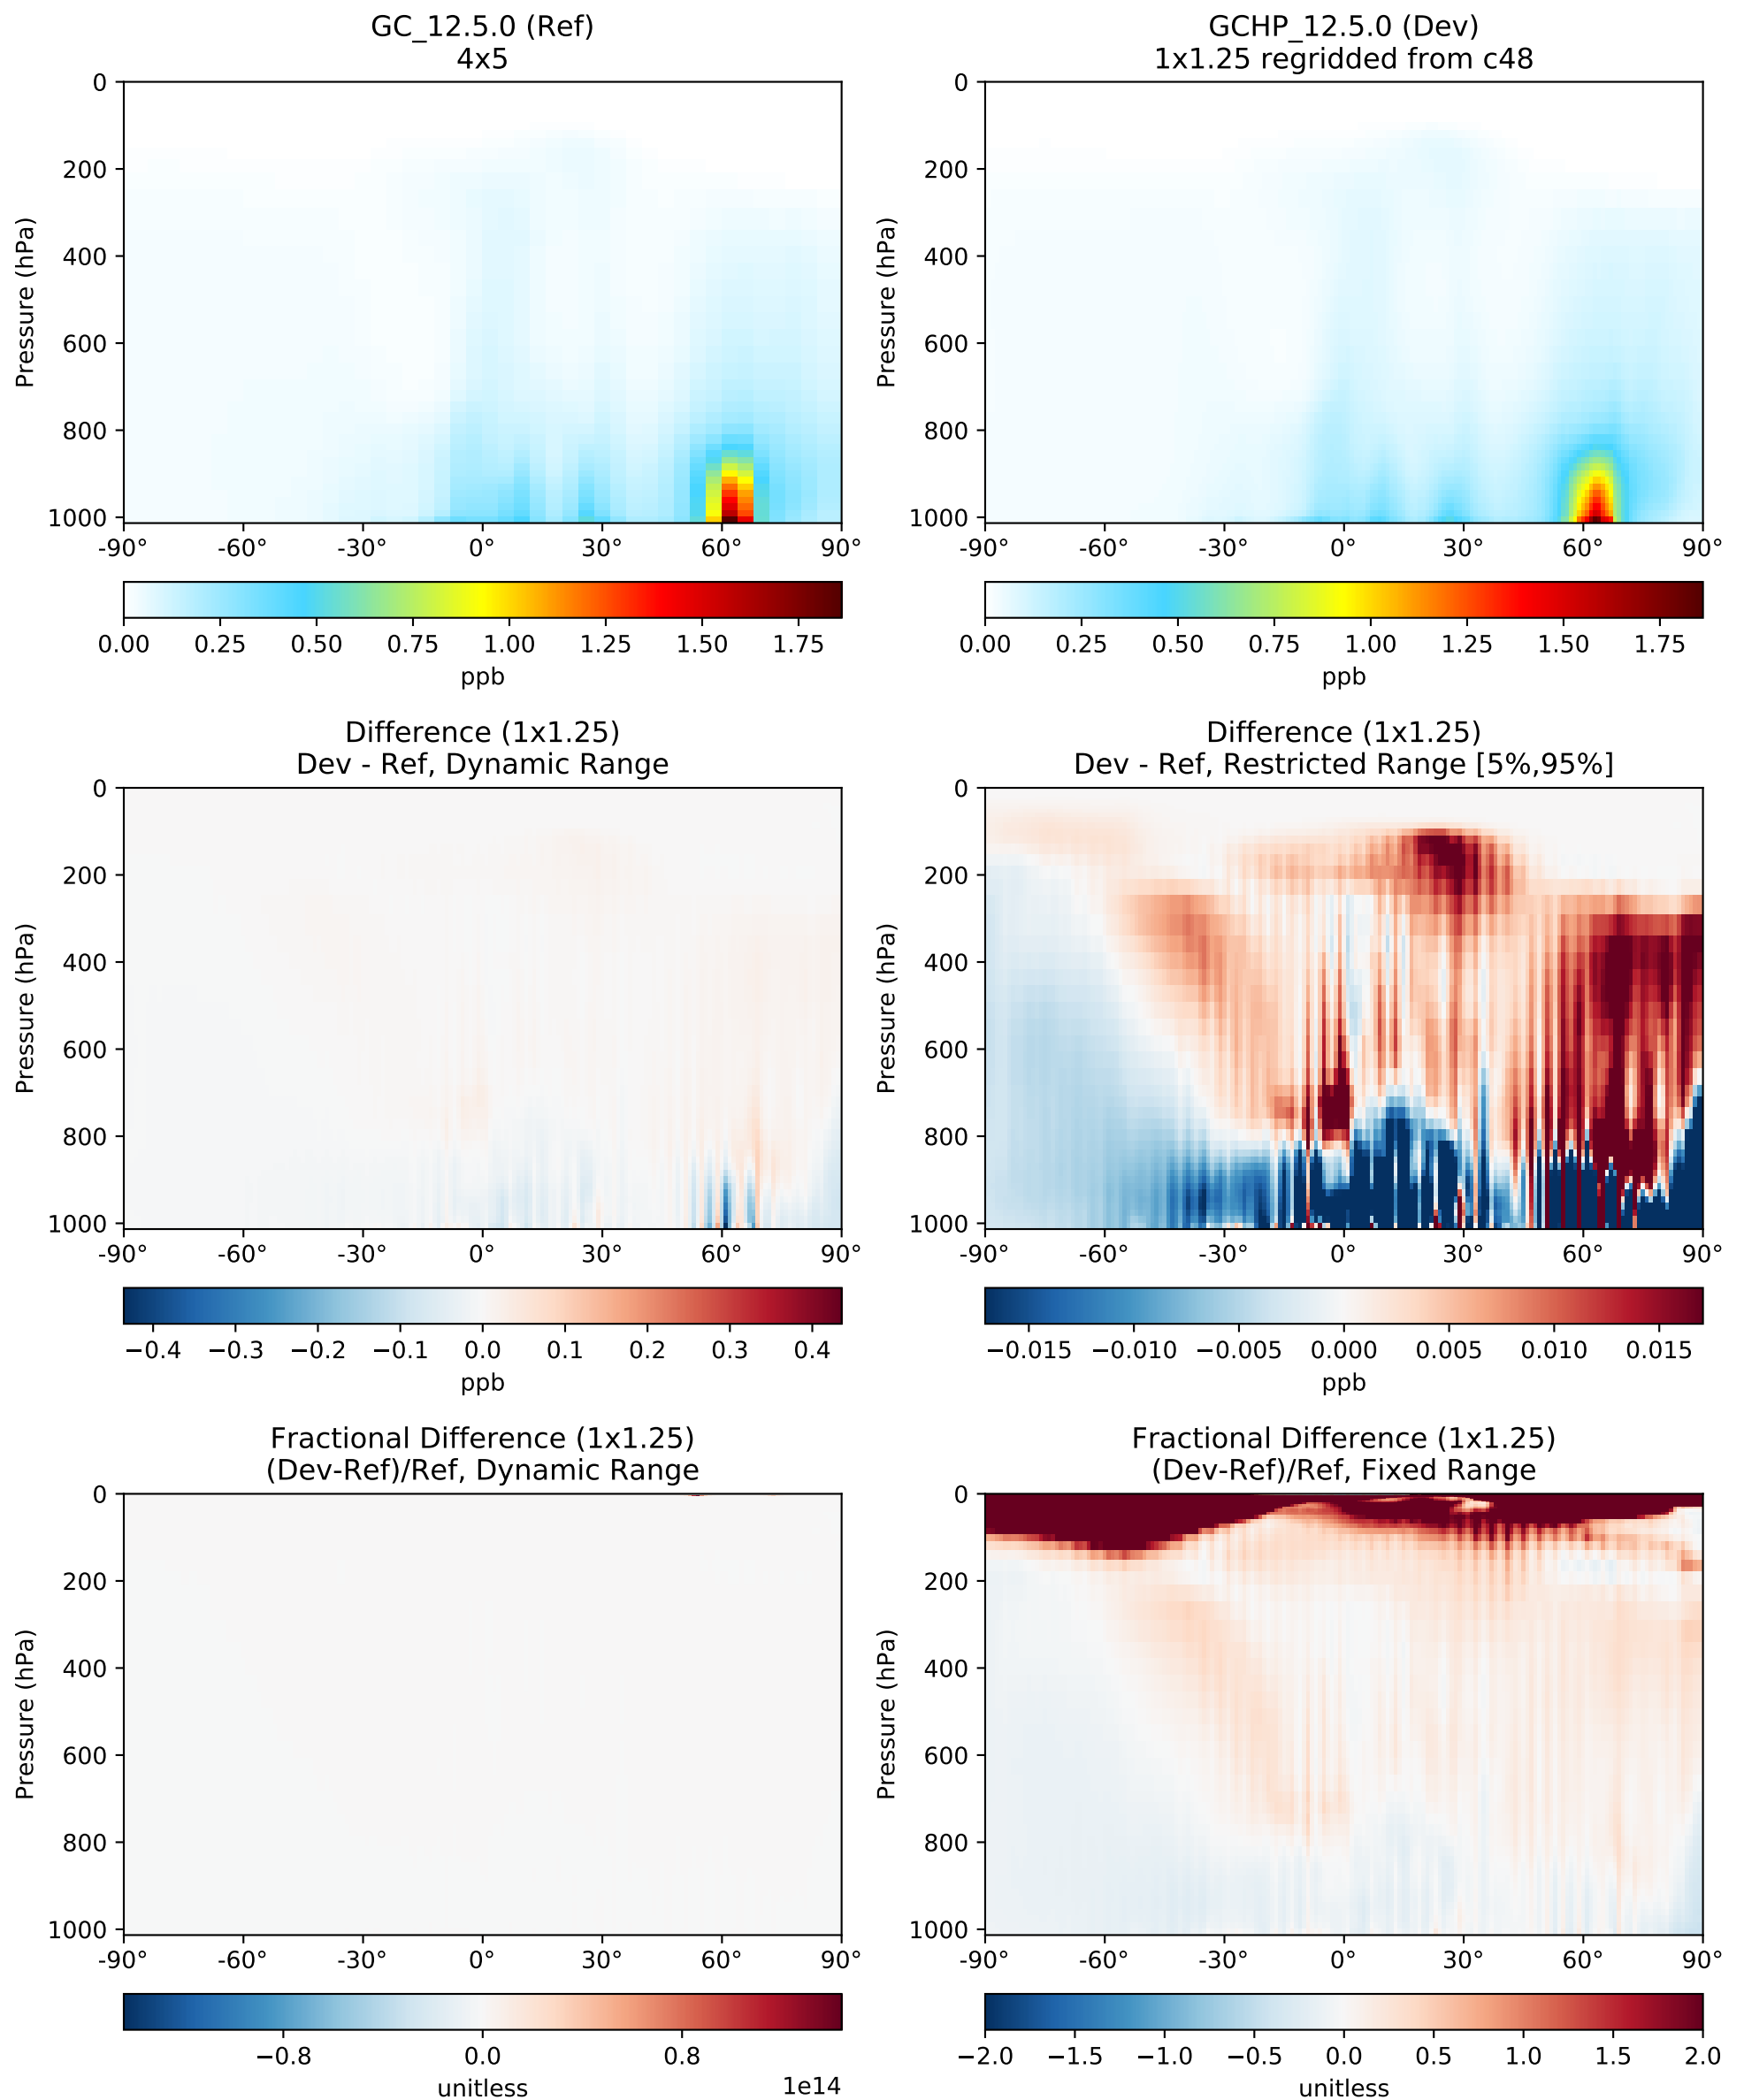 GC_12.5.0 (Ref)
4x5
0
200
400
600
800
1000
Pressure (hPa)
-90° -60° -30° 0° 30° 60° 90°
0.00 0.25 0.50 0.75 1.00 1.25 1.50 1.75
ppb
GCHP_12.5.0 (Dev)
1x1.25 regridded from c48
0
200
400
600
800
1000
Pressure (hPa)
-90° -60° -30° 0° 30° 60° 90°
0.00 0.25 0.50 0.75 1.00 1.25 1.50 1.75
ppb
Difference (1x1.25)
Dev - Ref, Dynamic Range
0
200
400
600
800
1000
Pressure (hPa)
-90° -60° -30° 0° 30° 60° 90°
−0.4 −0.3 −0.2 −0.1 0.0 0.1 0.2 0.3 0.4
ppb
Difference (1x1.25)
Dev - Ref, Restricted Range [5%,95%]
0
200
400
600
800
1000
Pressure (hPa)
-90° -60° -30° 0° 30° 60° 90°
−0.015 −0.010 −0.005 0.000 0.005 0.010 0.015
ppb
Fractional Difference (1x1.25)
(Dev-Ref)/Ref, Dynamic Range
0
200
400
600
800
1000
Pressure (hPa)
-90° -60° -30° 0° 30° 60° 90°
−0.8 0.0 0.8
unitless 1e14
Fractional Difference (1x1.25)
(Dev-Ref)/Ref, Fixed Range
0
200
400
600
800
1000
Pressure (hPa)
-90° -60° -30° 0° 30° 60° 90°
−2.0 −1.5 −1.0 −0.5 0.0 0.5 1.0 1.5 2.0
unitless